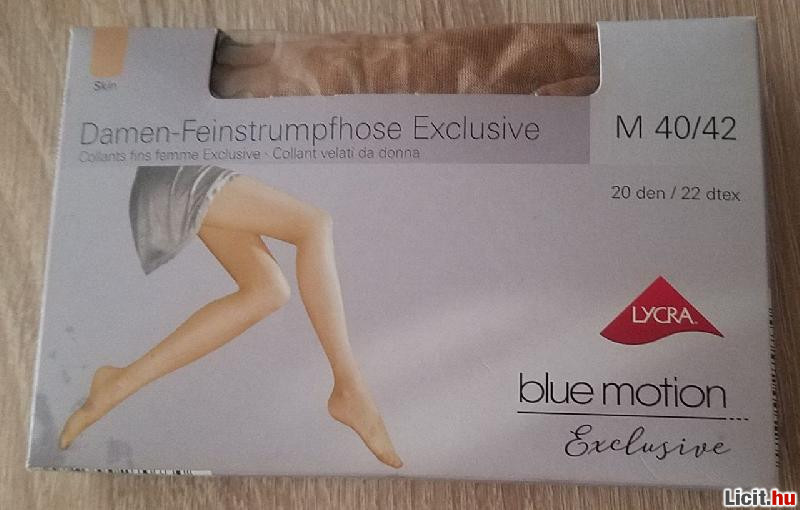 Skin
Damen-Feinstrumpfhose Exclusive
Collants fins femme Exclusive · Collant velati da donna
M 40/42
20 den / 22 dtex
LYCRA
blue motion
Exclusive
Licit.hu